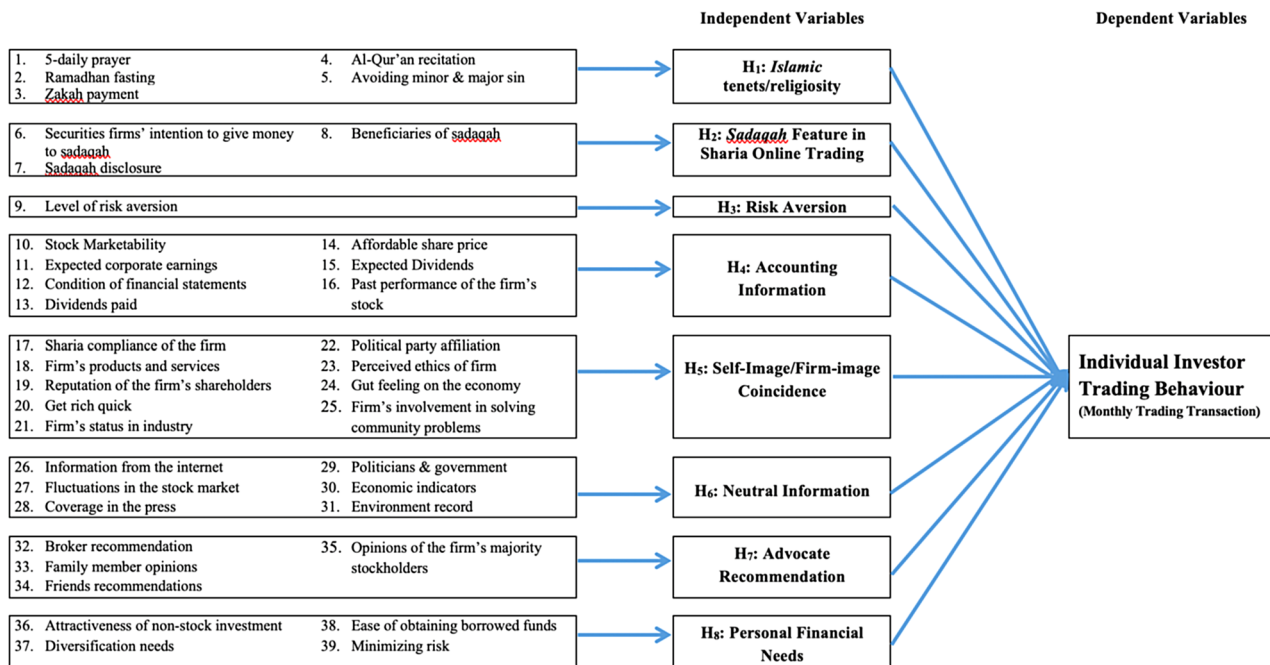 Independent Variables
Dependent Variables
1. 5-daily prayer
2. Ramadhan fasting
3. Zakah payment
4. Al-Qur'an recitation
5. Avoiding minor & major sin
H1: Islamic
tenets/religiosity
6. Securities firms' intention to give money
to sadaqah
7. Sadaqah disclosure
8. Beneficiaries of sadaqah
H2: Sadaqah Feature in
Sharia Online Trading
9. Level of risk aversion
H3: Risk Aversion
10. Stock Marketability
11. Expected corporate earnings
12. Condition of financial statements
13. Dividends paid
14. Affordable share price
15. Expected Dividends
16. Past performance of the firm's
stock
H4: Accounting
Information
17. Sharia compliance of the firm
18. Firm's products and services
19. Reputation of the firm's shareholders
20. Get rich quick
21. Firm's status in industry
22. Political party affiliation
23. Perceived ethics of firm
24. Gut feeling on the economy
25. Firm's involvement in solving
community problems
H5: Self-Image/Firm-image
Coincidence
Individual Investor
Trading Behaviour
(Monthly Trading Transaction)
26. Information from the internet
27. Fluctuations in the stock market
28. Coverage in the press
29. Politicians & government
30. Economic indicators
31. Environment record
H6: Neutral Information
32. Broker recommendation
33. Family member opinions
34. Friends recommendations
35. Opinions of the firm's majority
stockholders
H7: Advocate
Recommendation
36. Attractiveness of non-stock investment
37. Diversification needs
38. Ease of obtaining borrowed funds
39. Minimizing risk
H8: Personal Financial
Needs